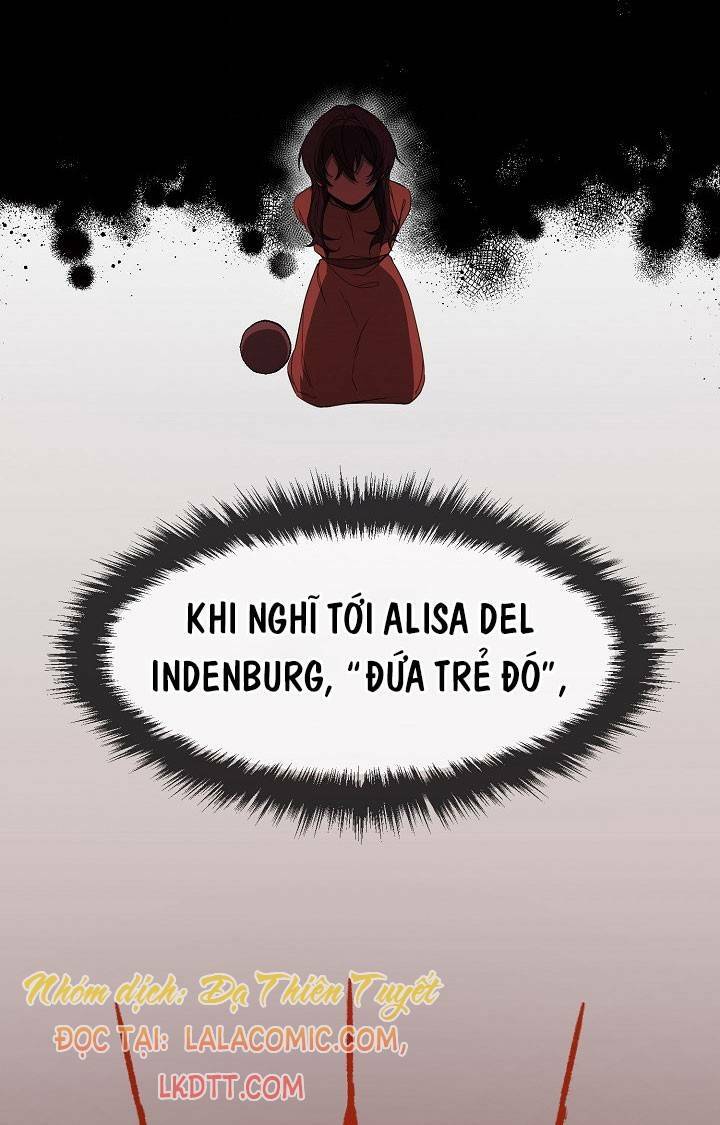 KHI NGHĨ TỚI ALISA DEL
INDENBURG, “ĐỨA TRẺ ĐÓ”,
Nhóm dịch: Dạ Thiên Tuyết
ĐỌC TẠI: LALACOMIC.COM,
LKDTT.COM